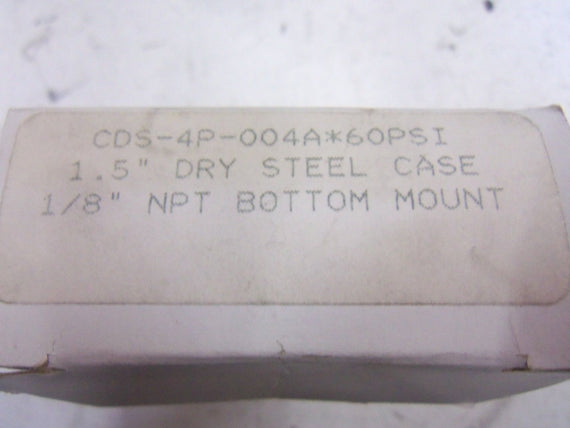 CDS-4P-004A*60PSI
1.5" DRY STEEL CASE
1/8" NPT BOTTOM MOUNT